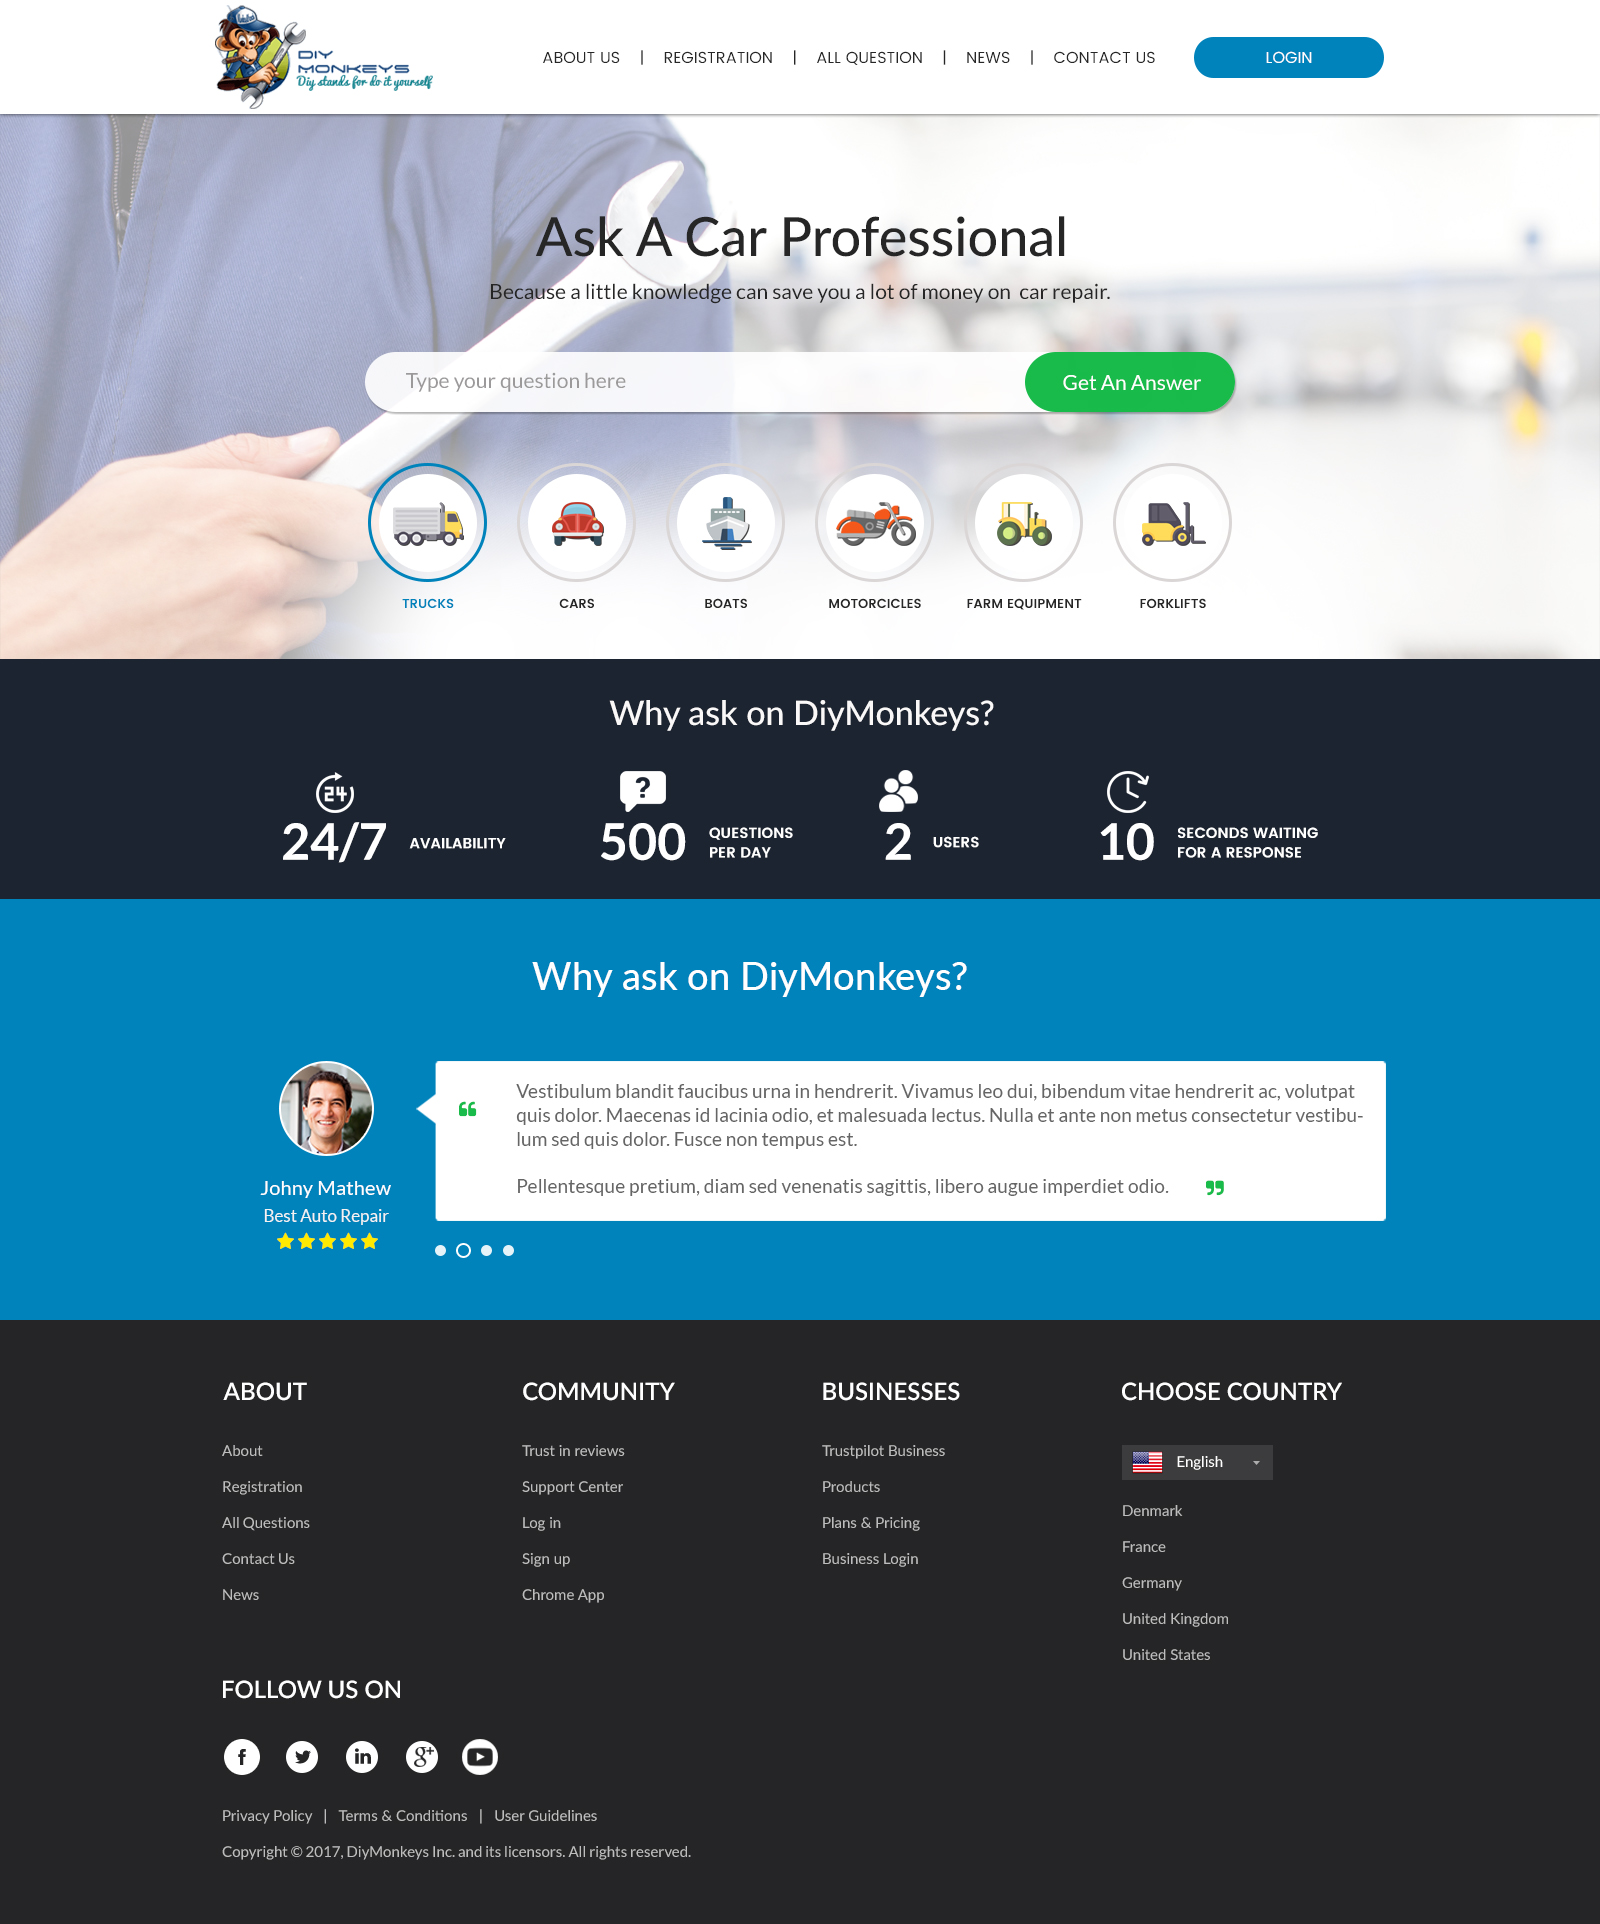 DIY
MONKEYS
Diy stands for do it yourself
ABOUT US | REGISTRATION | ALL QUESTION | NEWS | CONTACT US
LOGIN
Ask A Car Professional
Because a little knowledge can save you a lot of money on car repair.
Type your question here
Get An Answer
TRUCKS
CARS
BOATS
MOTORCICLES
FARM EQUIPMENT
FORKLIFTS
Why ask on DiyMonkeys?
24
?
24/7 AVAILABILITY
500 QUESTIONS
PER DAY
2 USERS
10 SECONDS WAITING
FOR A RESPONSE
Why ask on DiyMonkeys?
“
Vestibulum blandit faucibus urna in hendrerit. Vivamus leo dui, bibendum vitae hendrerit ac, volutpat
quis dolor. Maecenas id lacinia odio, et malesuada lectus. Nulla et ante non metus consectetur vestibu-
lum sed quis dolor. Fusce non tempus est.
Pellentesque pretium, diam sed venenatis sagittis, libero augue imperdiet odio. ”
Johny Mathew
Best Auto Repair
ABOUT
About
Registration
All Questions
Contact Us
News
COMMUNITY
Trust in reviews
Support Center
Log in
Sign up
Chrome App
BUSINESSES
Trustpilot Business
Products
Plans & Pricing
Business Login
CHOOSE COUNTRY
English
Denmark
France
Germany
United Kingdom
United States
FOLLOW US ON
f
in
g+
Privacy Policy | Terms & Conditions | User Guidelines
Copyright © 2017, DiyMonkeys Inc. and its licensors. All rights reserved.